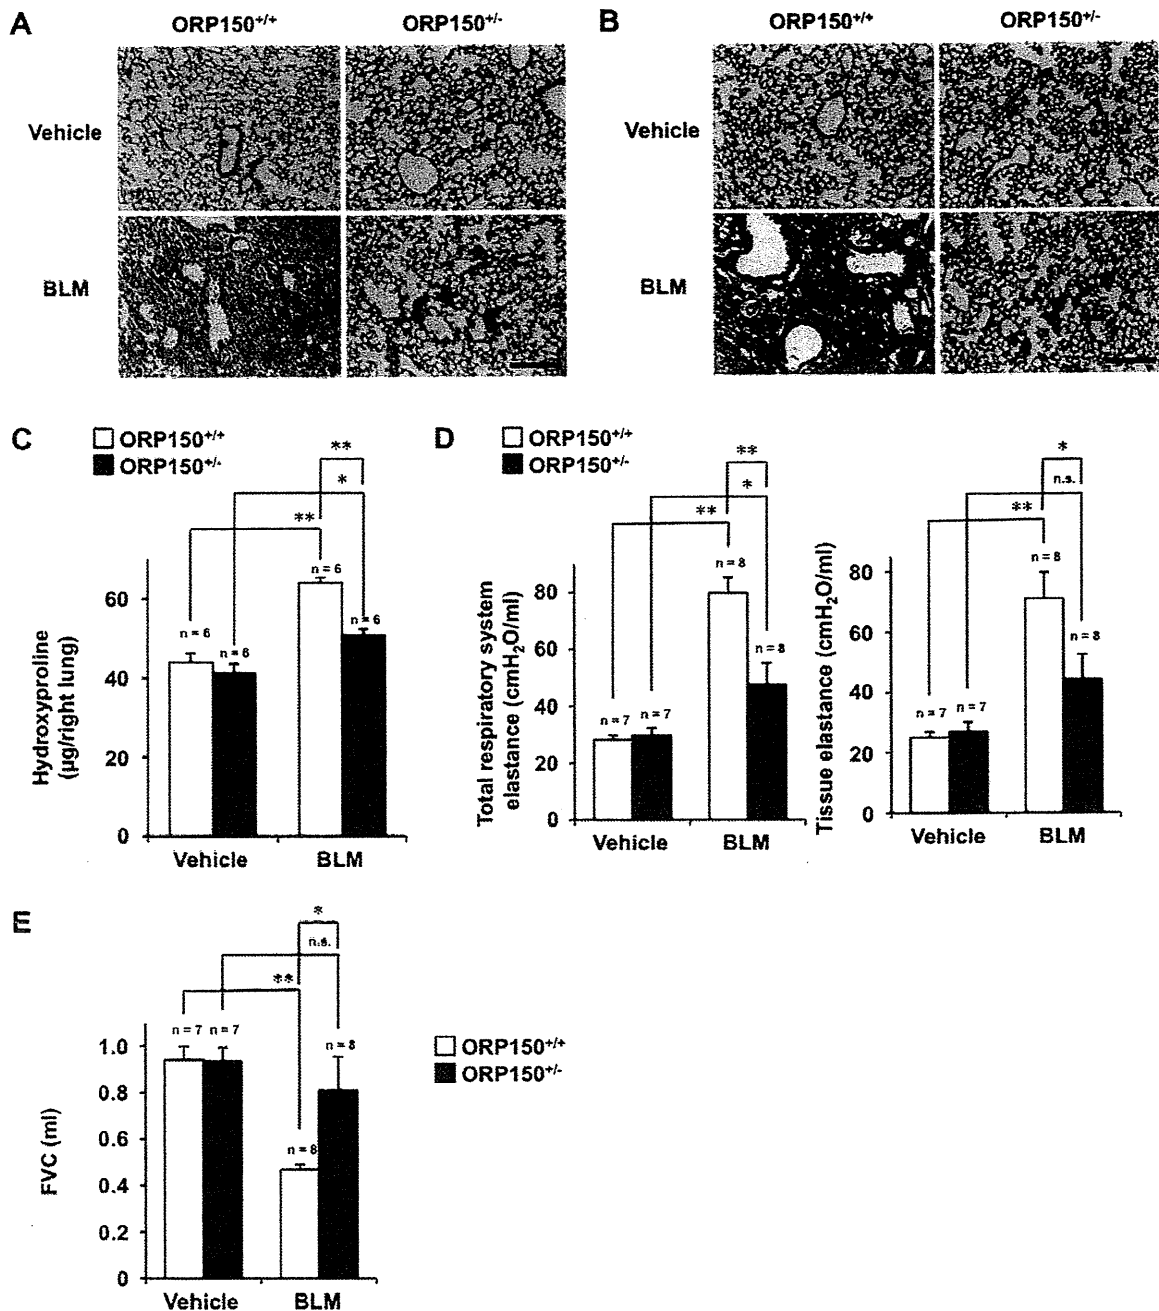 A
ORP150+/+
ORP150+/-
Vehicle
BLM
B
ORP150+/+
ORP150+/-
Vehicle
BLM
C
ORP150+/+
ORP150+/-
**
*
**
n = 6
n = 6
n = 6
n = 6
60
40
20
0
Hydroxyproline
(µg/right lung)
Vehicle
BLM
D
ORP150+/+
ORP150+/-
**
*
**
n = 8
n = 8
n = 7
n = 7
80
60
40
20
0
Total respiratory system
elastance (cmH2O/ml)
Vehicle
BLM
*
n.s.
**
n = 8
n = 8
n = 7
n = 7
80
60
40
20
0
Tissue elastance (cmH2O/ml)
Vehicle
BLM
E
*
n.s.
**
n = 7
n = 7
n = 8
n = 8
1.0
0.8
0.6
0.4
0.2
0
FVC (ml)
Vehicle
BLM
ORP150+/+
ORP150+/-